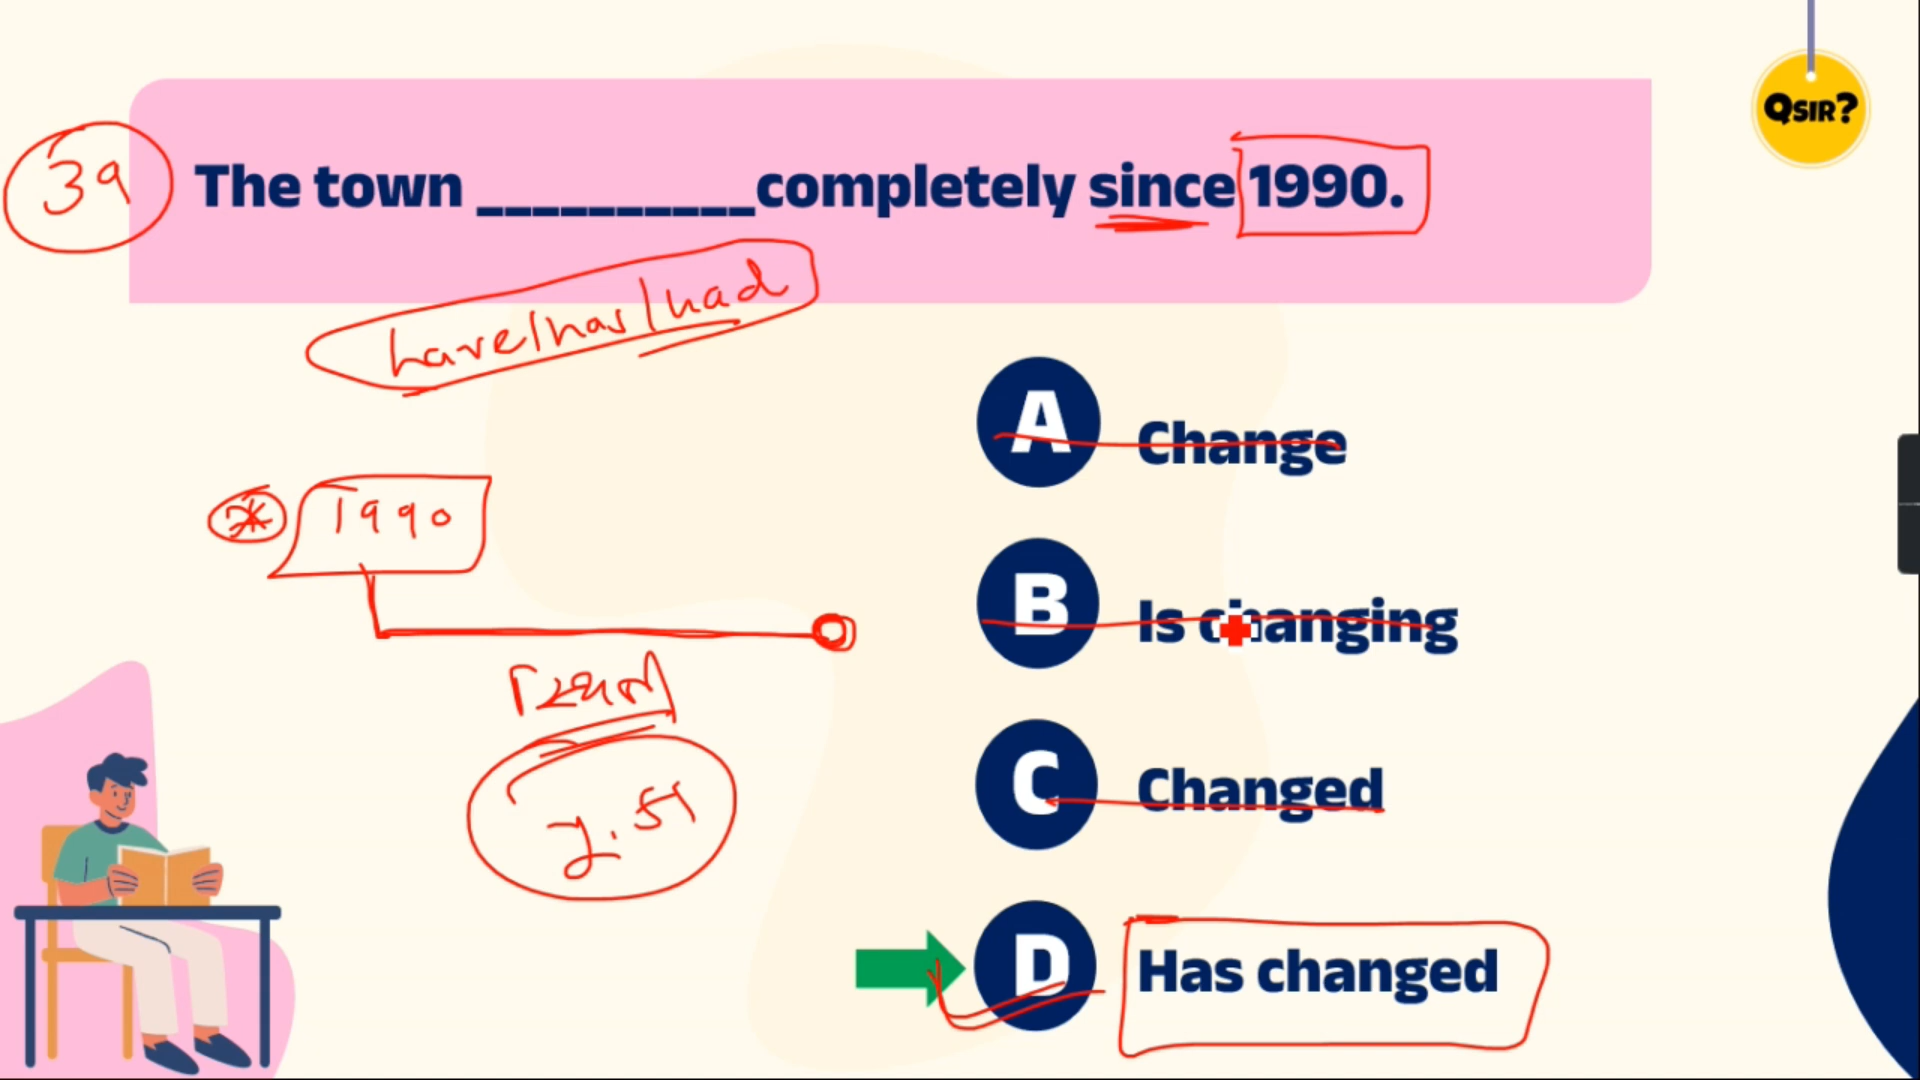 QSIR?
39
The town __________completely since 1990.
have/has/had
A Change
1990
B Is changing
C Changed
D Has changed